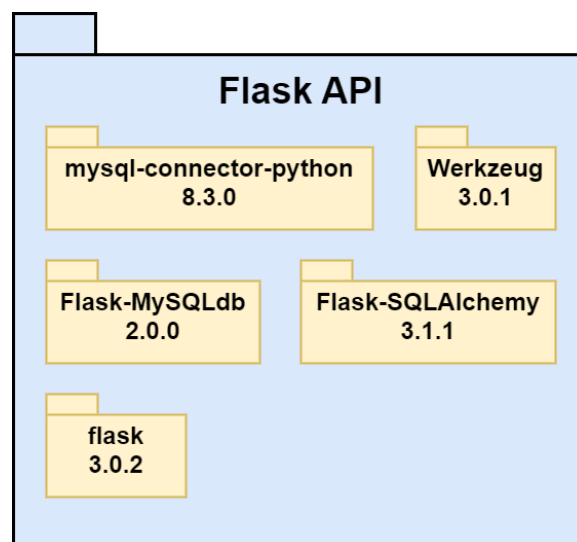 Flask API
mysql-connector-python
8.3.0
Werkzeug
3.0.1
Flask-MySQLdb
2.0.0
Flask-SQLAlchemy
3.1.1
flask
3.0.2